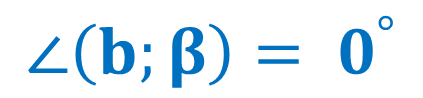 ∠(b; β) = 0°